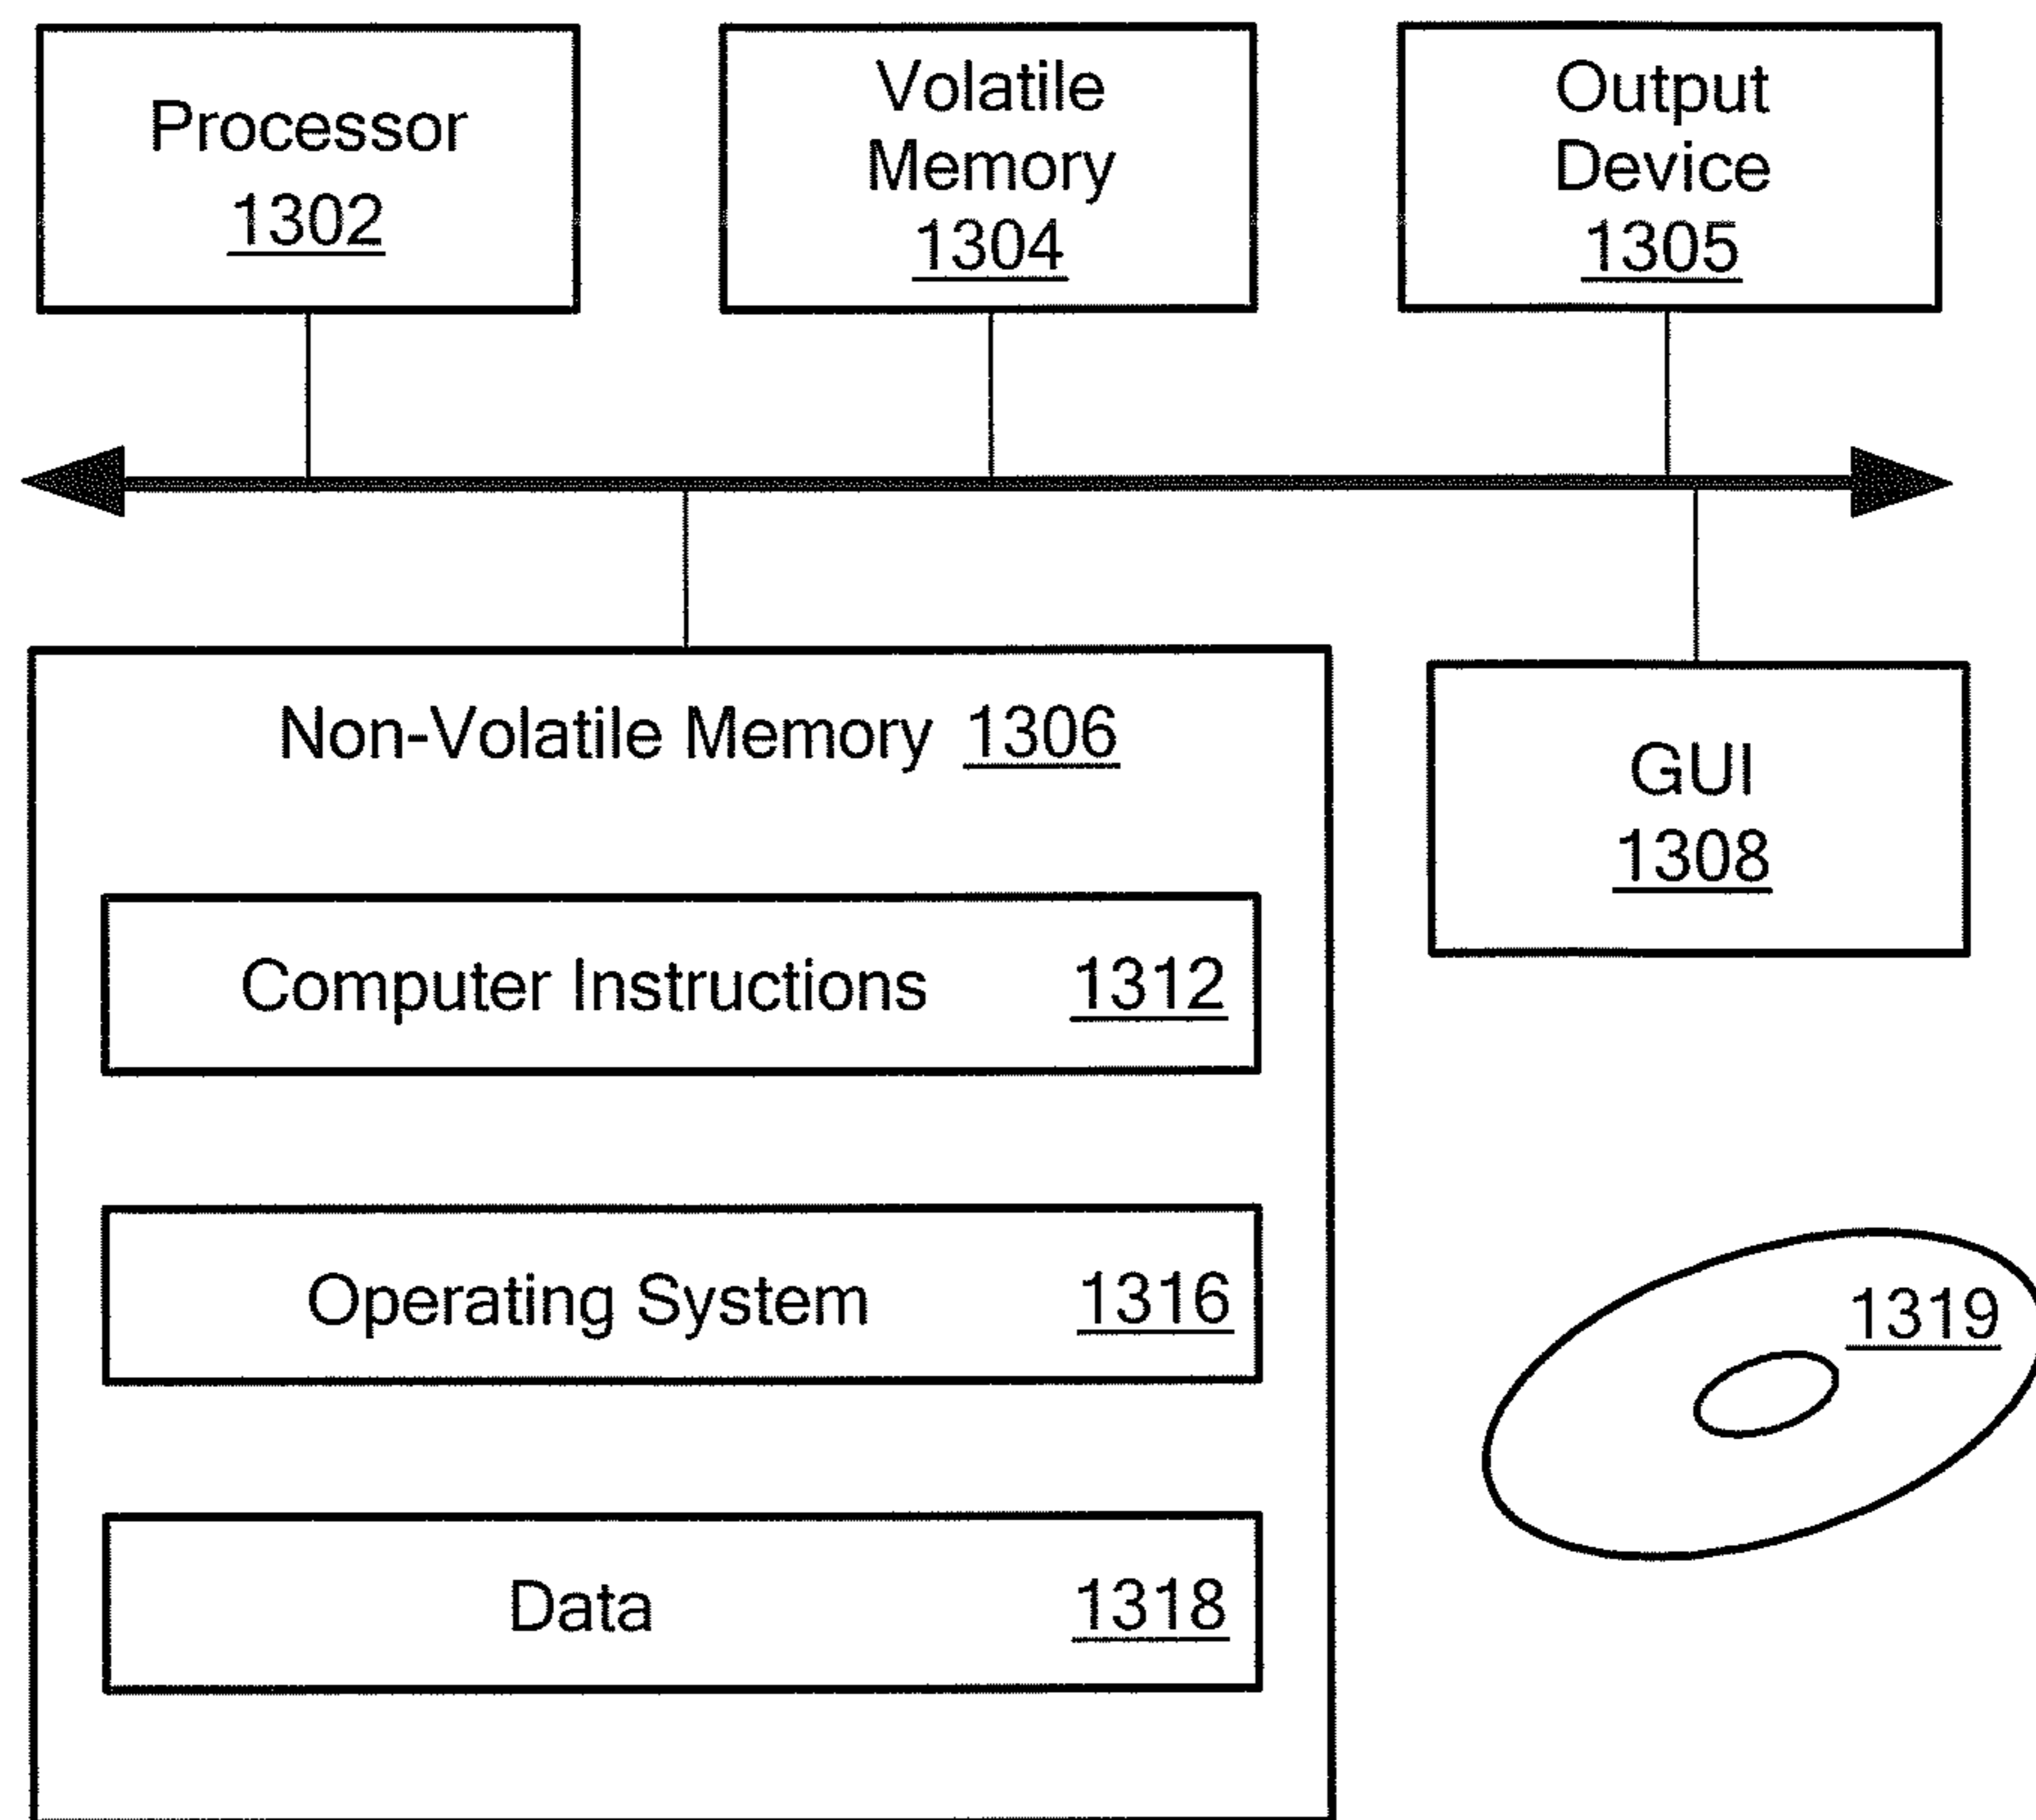 Processor
1302
Volatile
Memory
1304
Output
Device
1305
Non-Volatile Memory 1306
GUI
1308
Computer Instructions 1312
Operating System 1316
1319
Data 1318